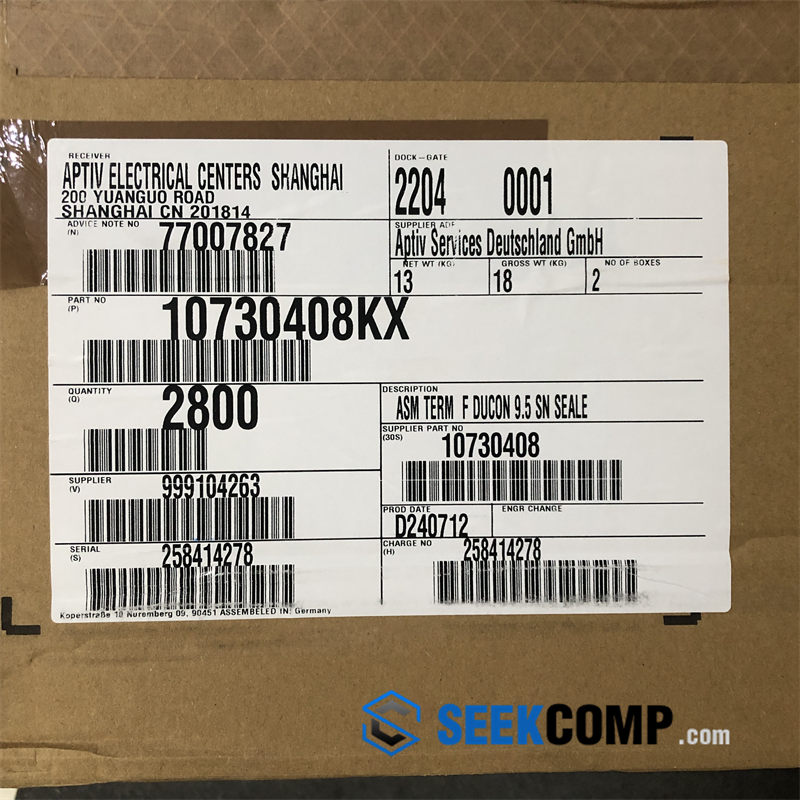 RECEIVER
APTIV ELECTRICAL CENTERS SHANGHAI
200 YUANGUO ROAD
SHANGHAI CN 201814
DOCK-GATE
2204 0001
ADVICE NOTE NO
(N)
77007827
SUPPLIER ADR
Aptiv Services Deutschland GmbH
NET WT (KG) GROSS WT (KG) NO OF BOXES
13 18 2
PART NO
(P)
10730408KX
QUANTITY
(Q)
2800
DESCRIPTION
ASM TERM F DUCON 9.5 SN SEALE
SUPPLIER PART NO
(30S)
10730408
SUPPLIER
(V)
999104263
PROD DATE ENGR CHANGE
D240712
SERIAL
(S)
258414278
CHARGE NO
(H)
258414278
Koperstraße 18 Nuremberg 09, 90451 ASSEMBELED IN: Germany
SEEKCOMP.com